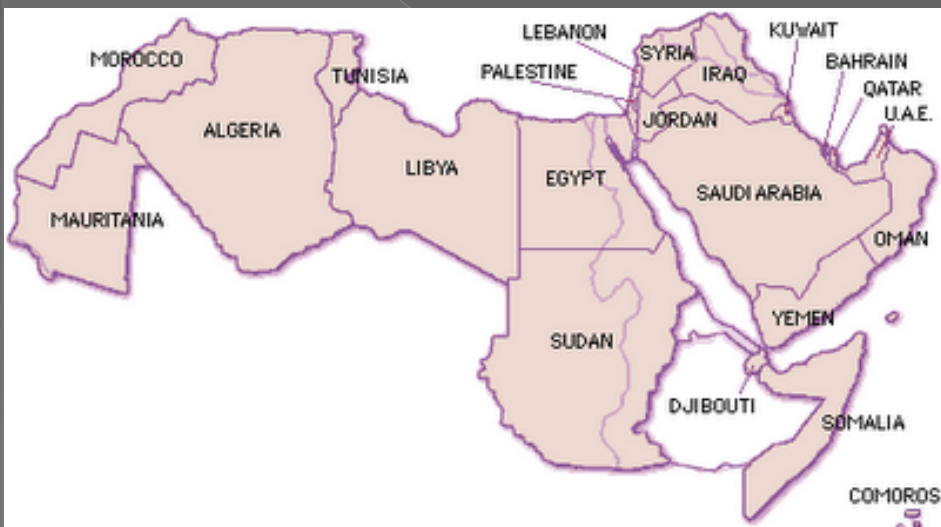 LEBANON
KUWAIT
MOROCCO
SYRIA
BAHRAIN
TUNISIA
PALESTINE
IRAQ
QATAR
U.A.E.
ALGERIA
JORDAN
LIBYA
EGYPT
SAUDI ARABIA
MAURITANIA
OMAN
YEMEN
SUDAN
DJIBOUTI
SOMALIA
COMOROS